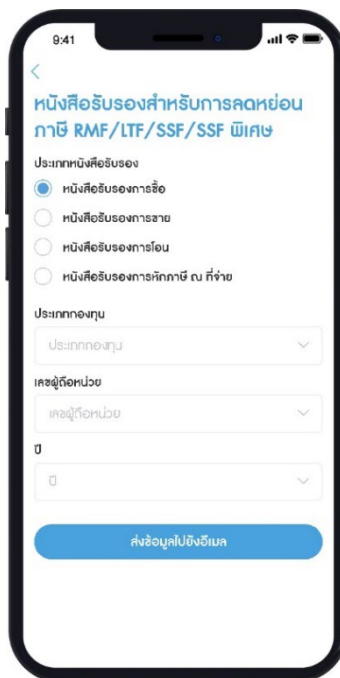 9:41
หนังสือรับรองสำหรับการลดหย่อน
ภาษี RMF/LTF/SSF/SSF พิเศษ
ประเภทหนังสือรับรอง
หนังสือรับรองการซื้อ
หนังสือรับรองการขาย
หนังสือรับรองการโอน
หนังสือรับรองการหักภาษี ณ ที่จ่าย
ประเภทกองทุน
ประเภทกองทุน
เลขผู้ถือหน่วย
เลขผู้ถือหน่วย
ปี
ปี
ส่งข้อมูลไปยังอีเมล